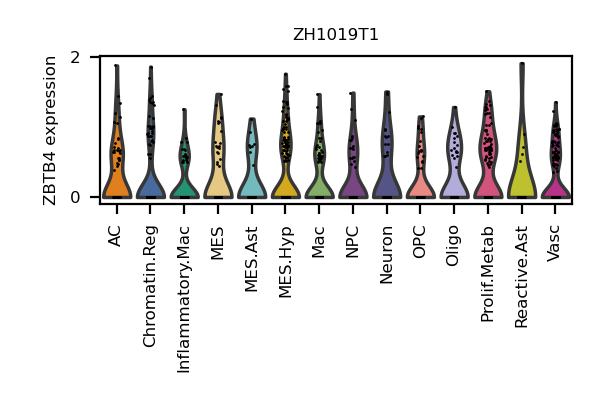 ZH1019T1
ZBTB4 expression
2
0
AC
Chromatin.Reg
Inflammatory.Mac
MES
MES.Ast
MES.Hyp
Mac
NPC
Neuron
OPC
Oligo
Prolif.Metab
Reactive.Ast
Vasc